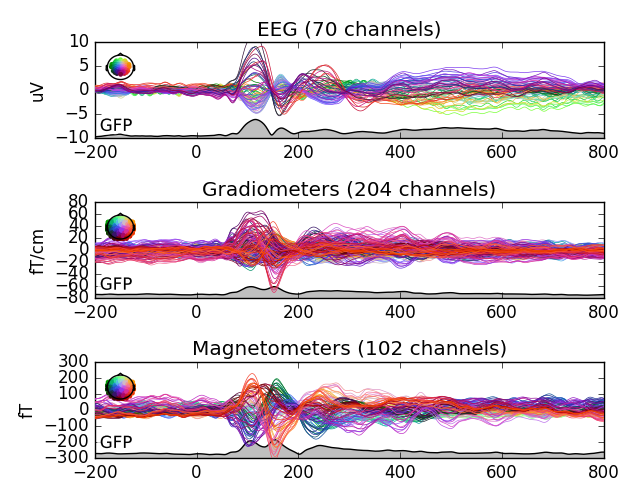 EEG (70 channels)
10
5
0
−5
−10
uV
GFP
−200 0 200 400 600 800
Gradiometers (204 channels)
80
60
40
20
0
−20
−40
−60
−80
fT/cm
GFP
−200 0 200 400 600 800
Magnetometers (102 channels)
300
200
100
0
−100
−200
−300
fT
GFP
−200 0 200 400 600 800